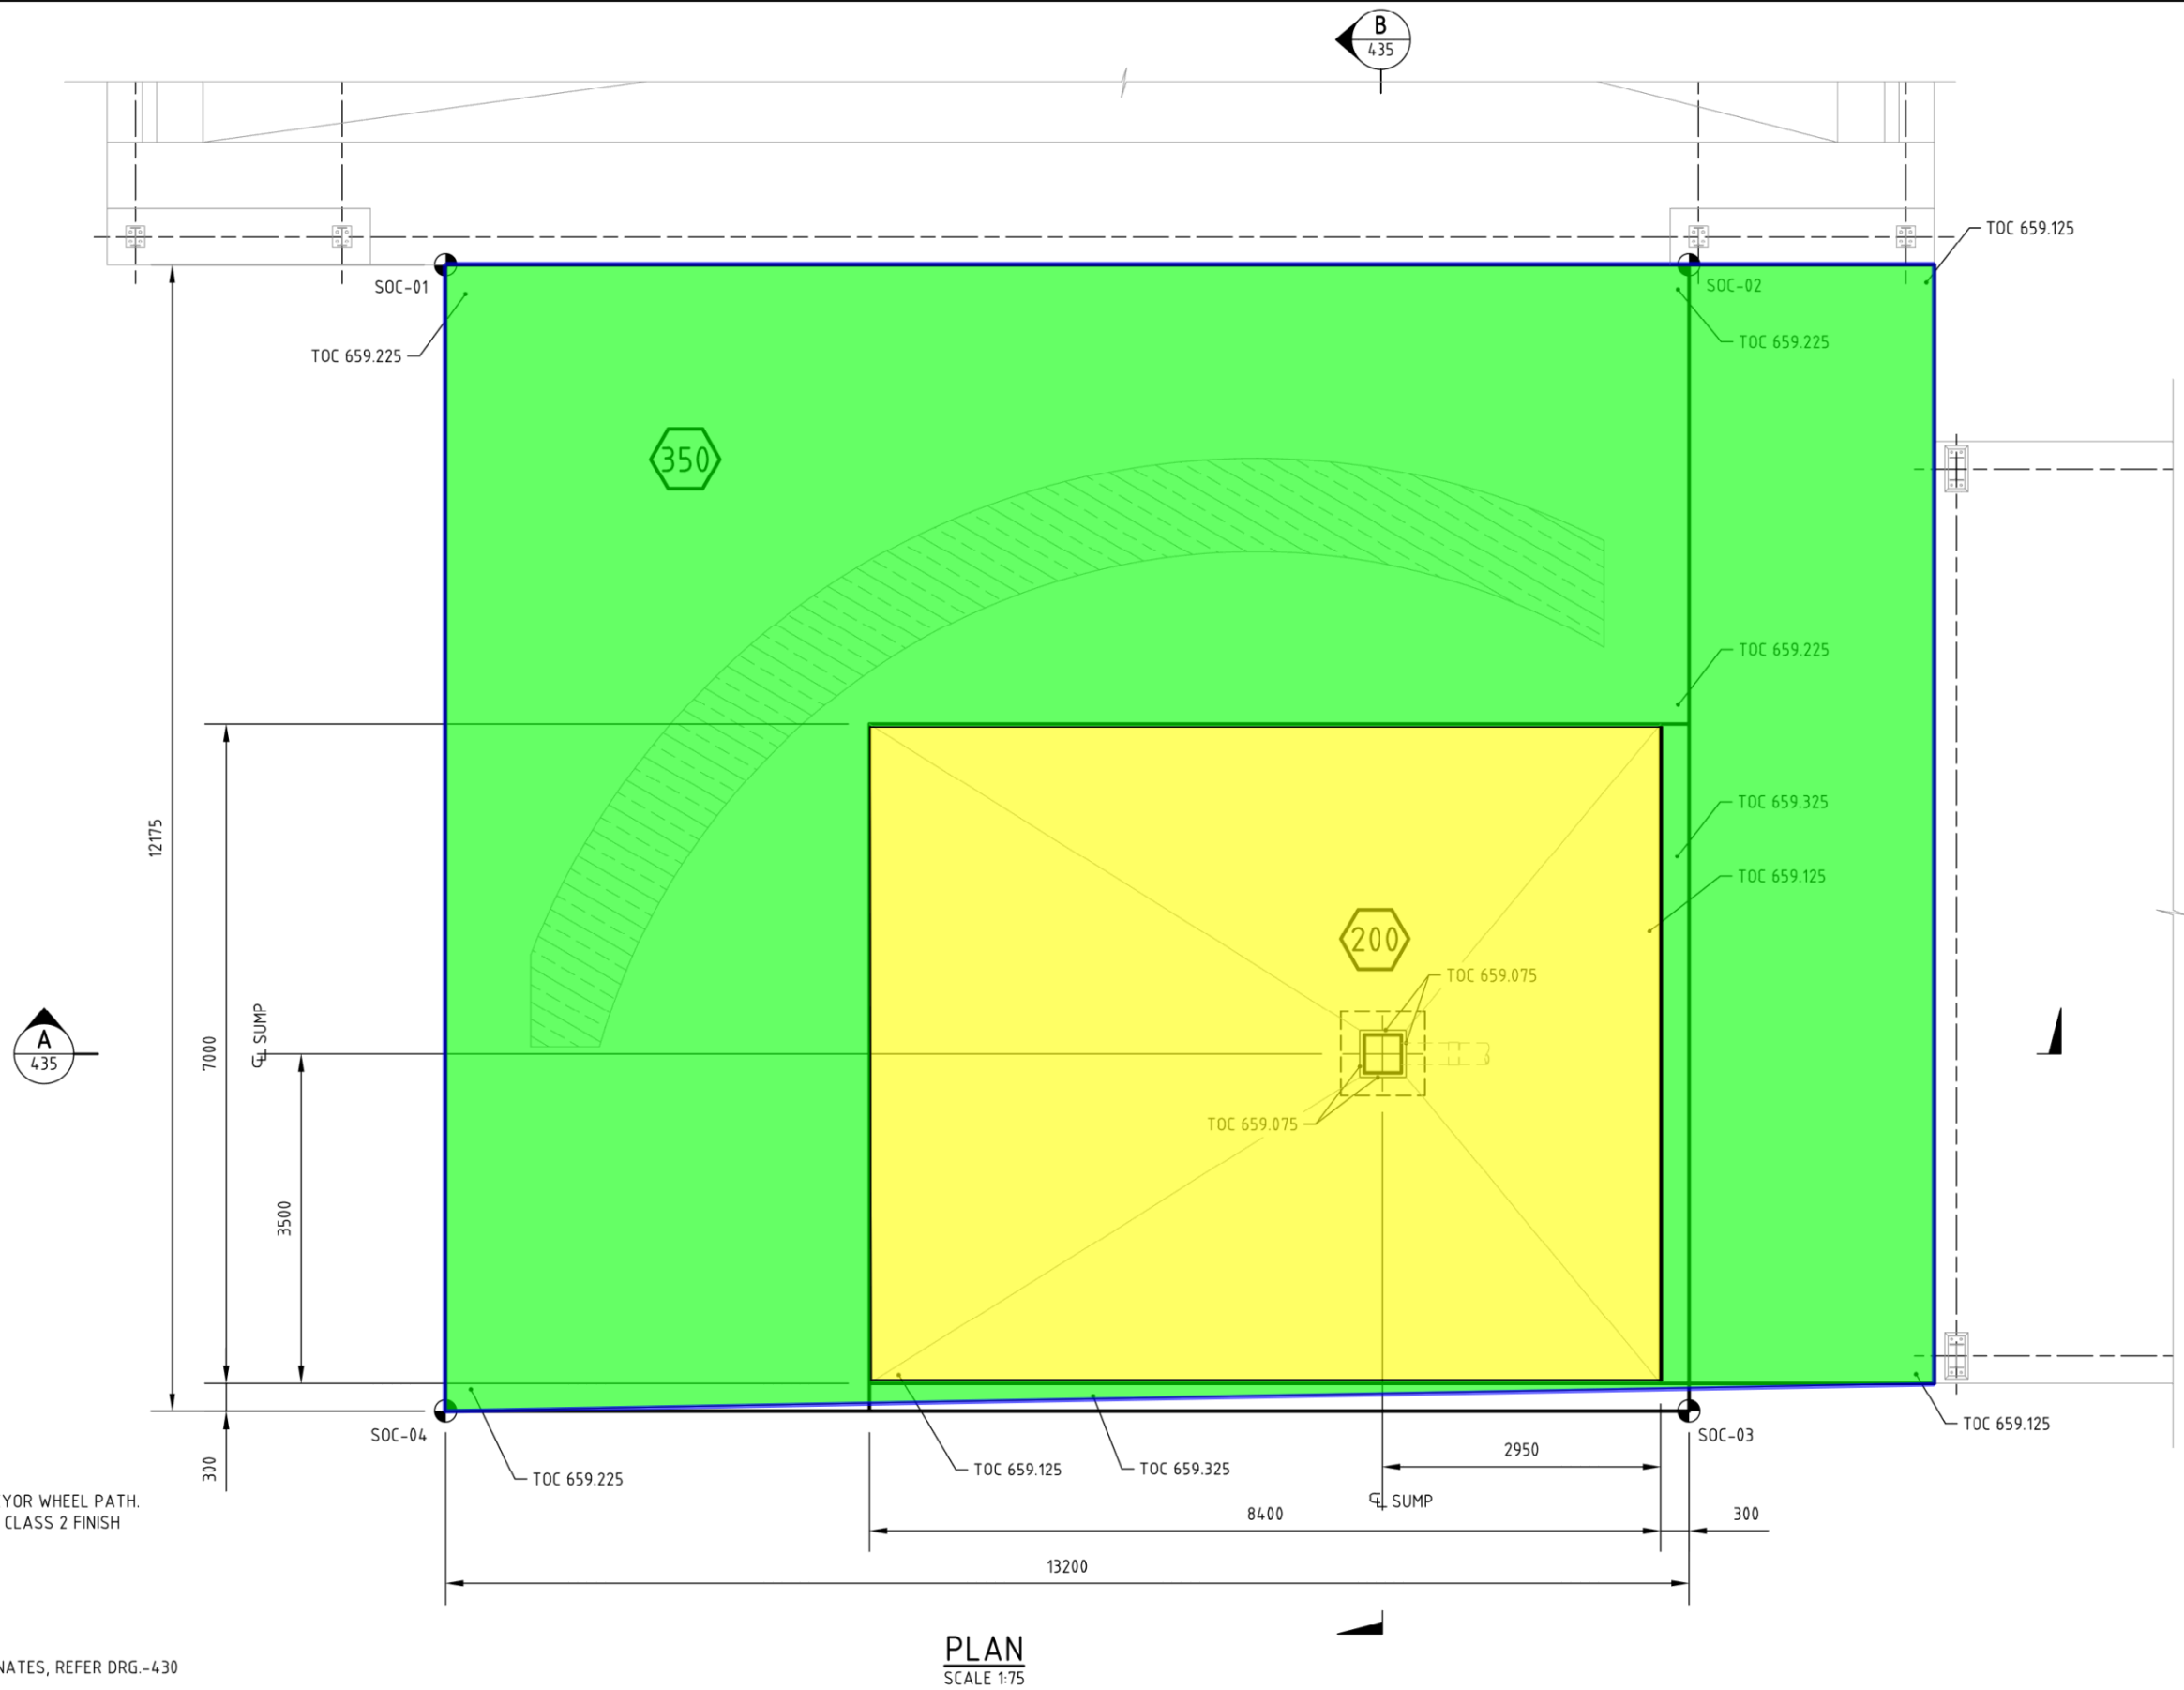 B
435
TOC 659.125
SOC-01
SOC-02
TOC 659.225
TOC 659.225
350
TOC 659.225
TOC 659.325
12175
TOC 659.125
200
TOC 659.075
A
435
7000
℄ SUMP
TOC 659.075
3500
SOC-04
SOC-03
TOC 659.125
300
TOC 659.225
TOC 659.125
TOC 659.325
2950
℄ SUMP
YOR WHEEL PATH.
CLASS 2 FINISH
8400
300
13200
PLAN
SCALE 1:75
NATES, REFER DRG.-430